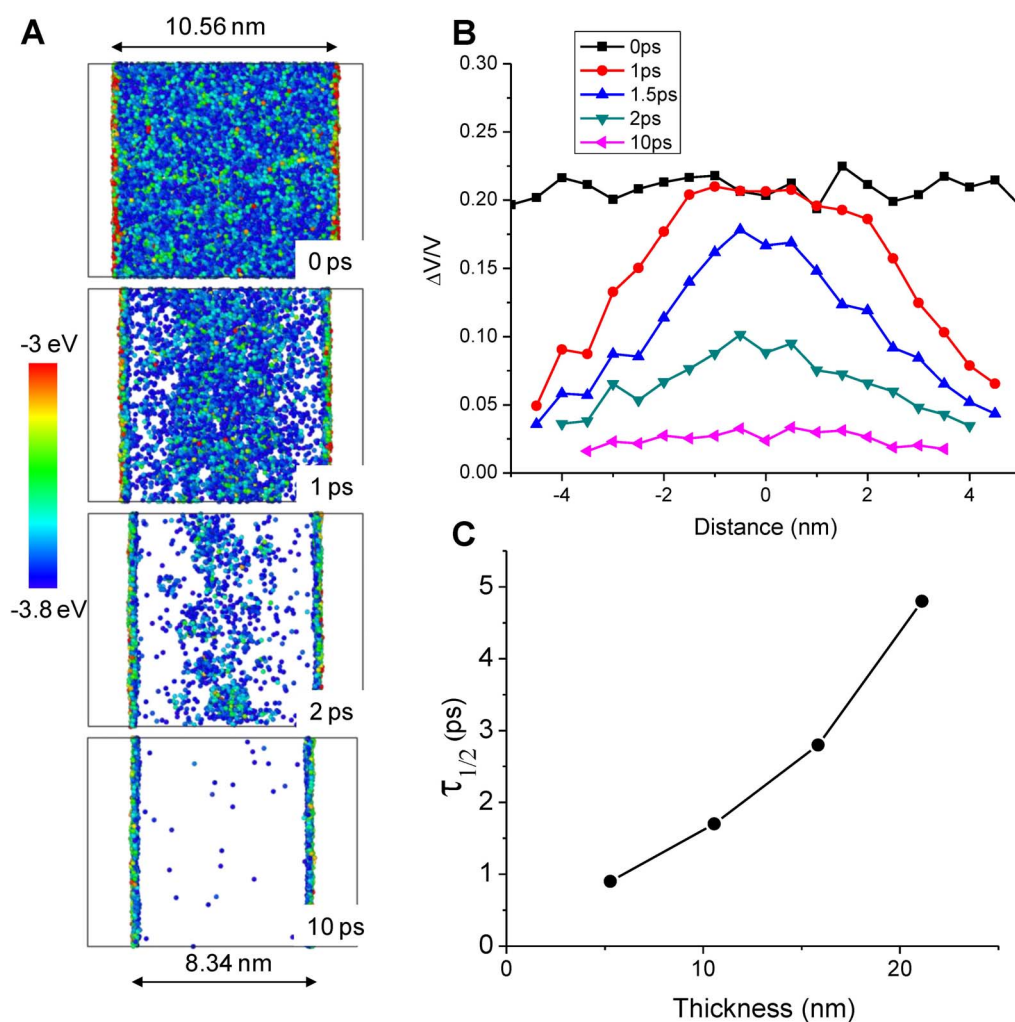 A
10.56 nm
0 ps
1 ps
-3 eV
-3.8 eV
2 ps
10 ps
8.34 nm
B
0ps
1ps
1.5ps
2ps
10ps
0.30
0.25
0.20
0.15
0.10
0.05
0.00
ΔV/V
-4 -2 0 2 4
Distance (nm)
C
5
4
3
2
1
0
τ1/2 (ps)
0 10 20
Thickness (nm)